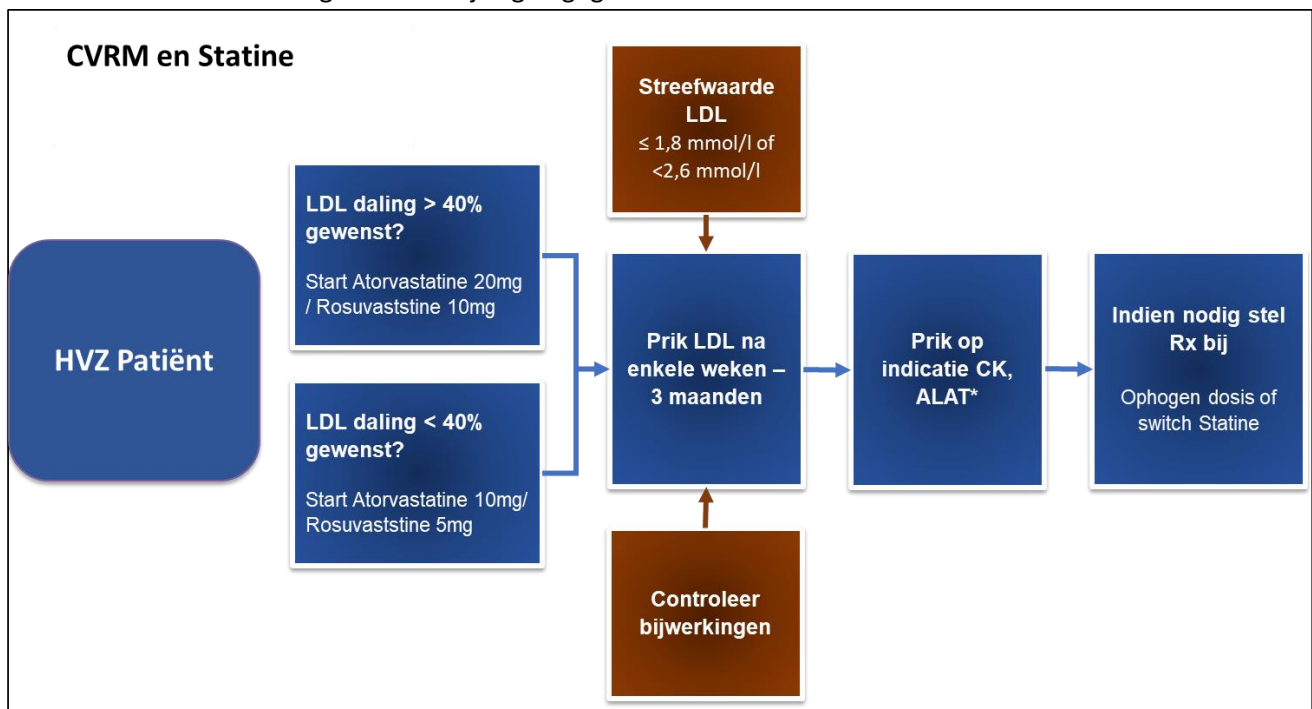 CVRM en Statine
HVZ Patiënt
LDL daling > 40%
gewenst?
Start Atorvastatine 20mg
/ Rosuvaststine 10mg
LDL daling < 40%
gewenst?
Start Atorvastatine 10mg/
Rosuvaststine 5mg
Streefwaarde
LDL
≤ 1,8 mmol/l of
<2,6 mmol/l
Prik LDL na
enkele weken –
3 maanden
Controleer
bijwerkingen
Prik op
indicatie CK,
ALAT*
Indien nodig stel
Rx bij
Ophogen dosis of
switch Statine